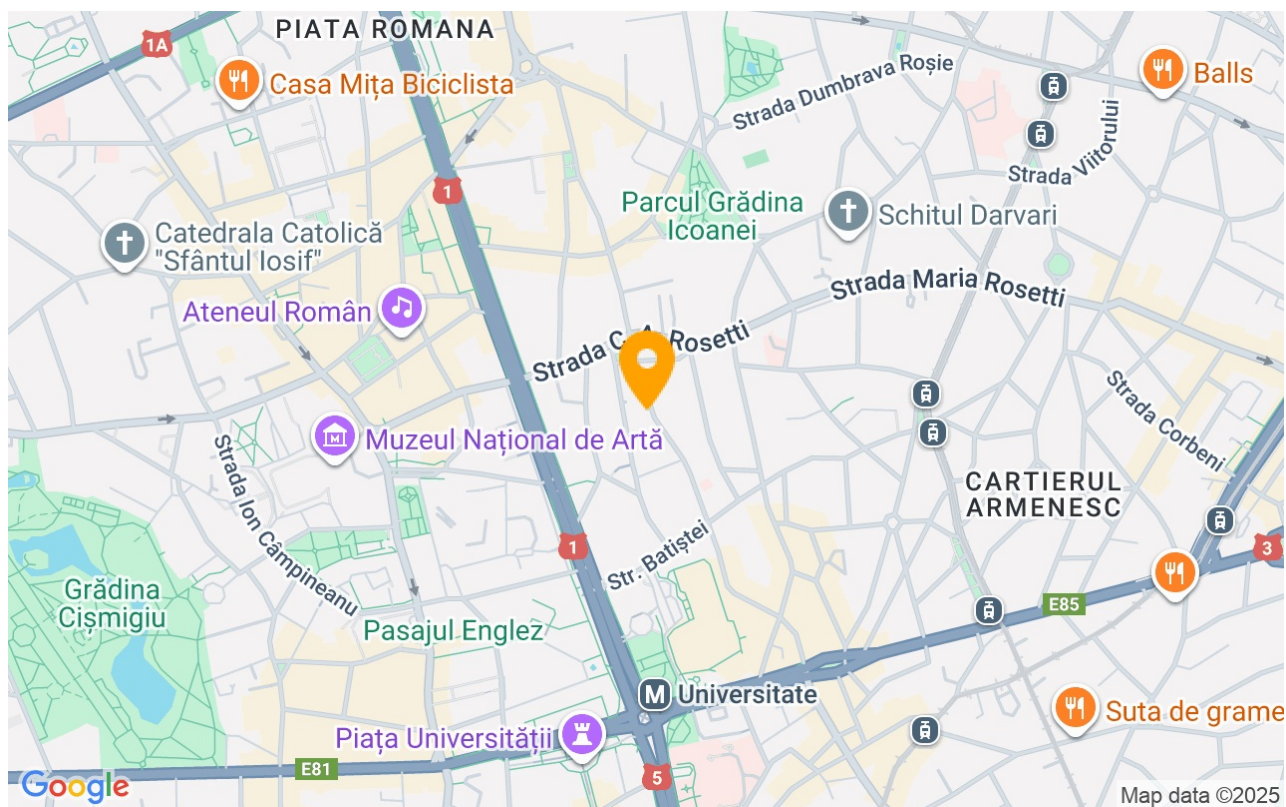 PIATA ROMANA
1A
Casa Mița Biciclista
Strada Dumbrava Roșie
Balls
Strada Viitorului
1
Parcul Grădina
Icoanei
Schitul Darvari
Catedrala Catolică
"Sfântul Iosif"
Strada Maria Rosetti
Ateneul Român
Strada C. A. Rosetti
Strada Corbeni
Muzeul Național de Artă
Strada Ion Câmpineanu
CARTIERUL
ARMENESC
Str. Batiștei
1
3
Grădina
Cișmigiu
E85
Pasajul Englez
M
Universitate
Suta de grame
Piața Universității
E81
5
Google
Map data ©2025